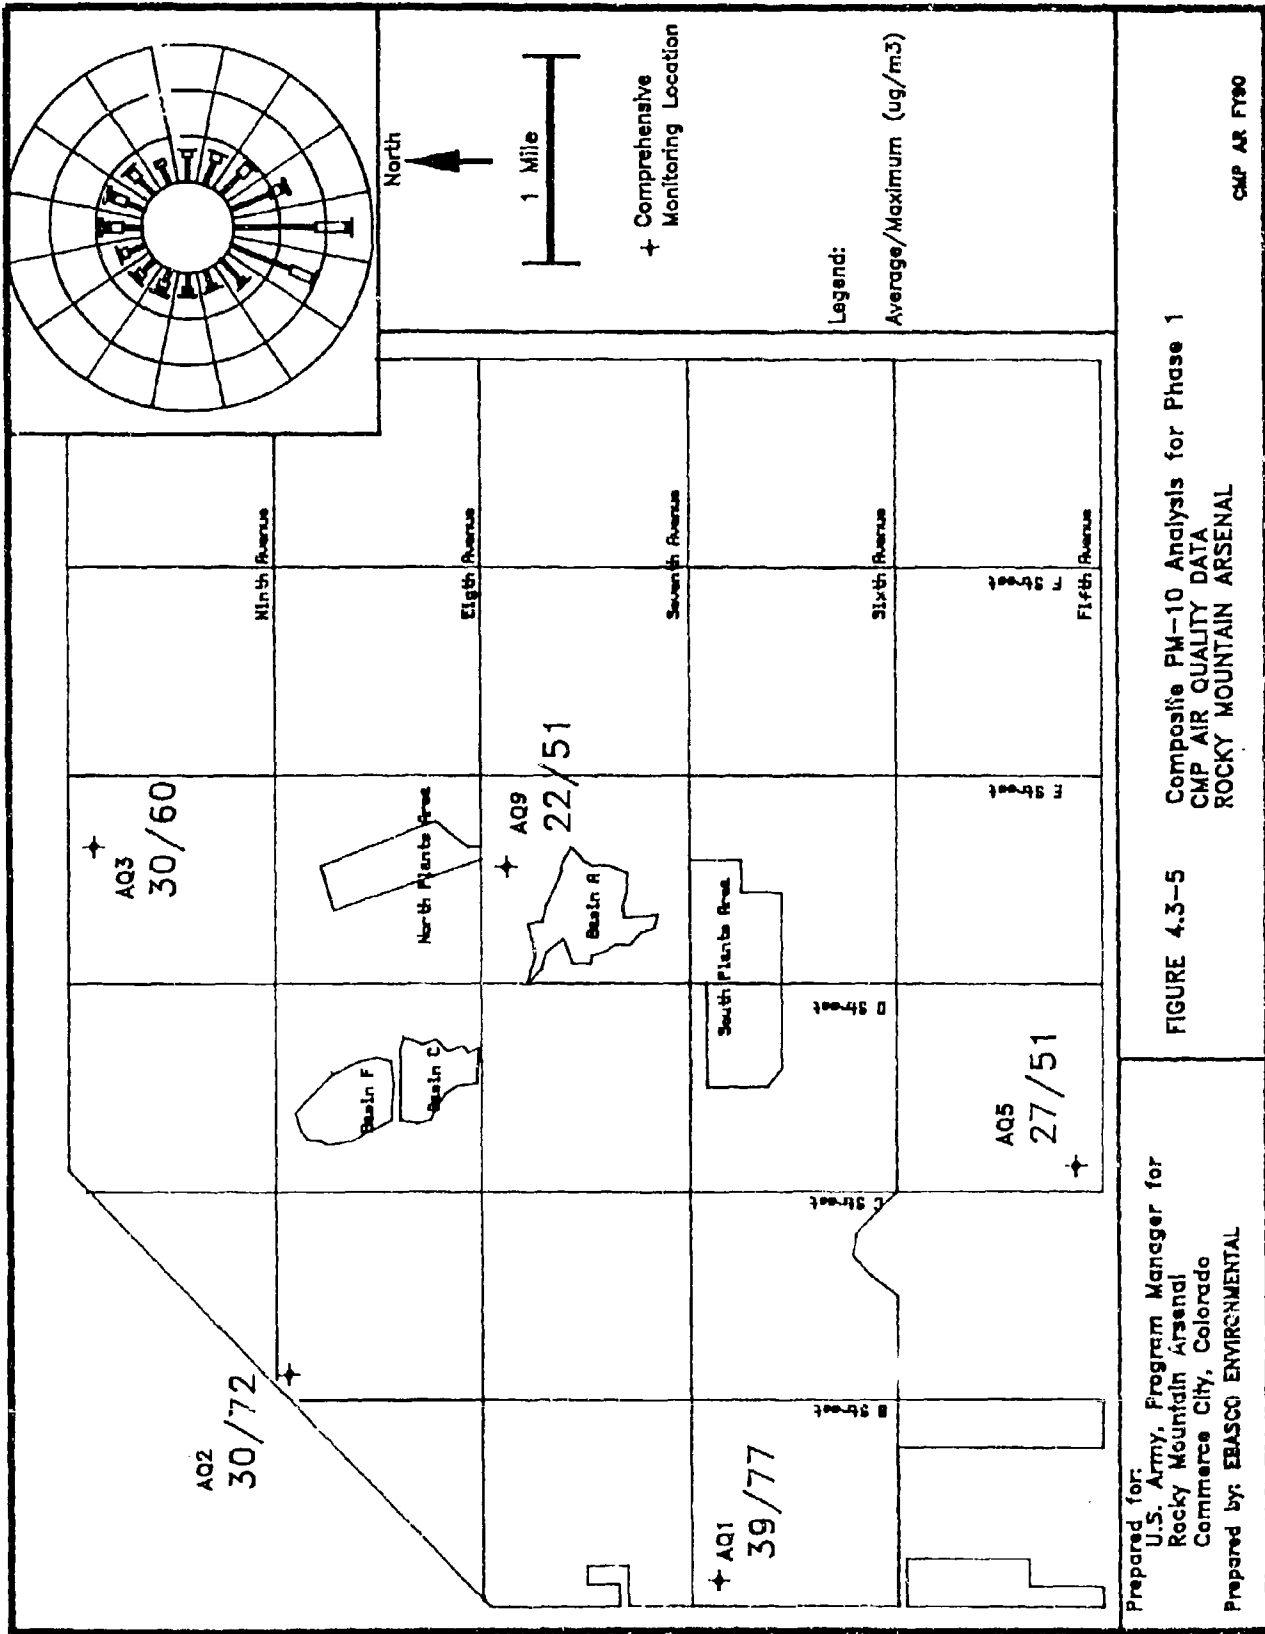 North
1 Mile
Comprehensive
Monitoring Location
Legend:
Average/Maximum (ug/m3)
AQ3
30/60
Ninth Avenue
AQ2
30/72
Basin F
Basin C
North Plants Area
Eigth Avenue
AQ9
22/51
Basin A
Seventh Avenue
South Plants Area
AQ1
39/77
B Street
C Street
D Street
E Street
F Street
Sixth Avenue
AQ5
27/51
Fifth Avenue
Prepared for:
U.S. Army, Program Manager for
Rocky Mountain Arsenal
Commerce City, Colorado
Prepared by: EBASCO ENVIRONMENTAL
FIGURE 4.3-5 Composite PM-10 Analysis for Phase 1
CMP AIR QUALITY DATA
ROCKY MOUNTAIN ARSENAL
CMP AR FY90